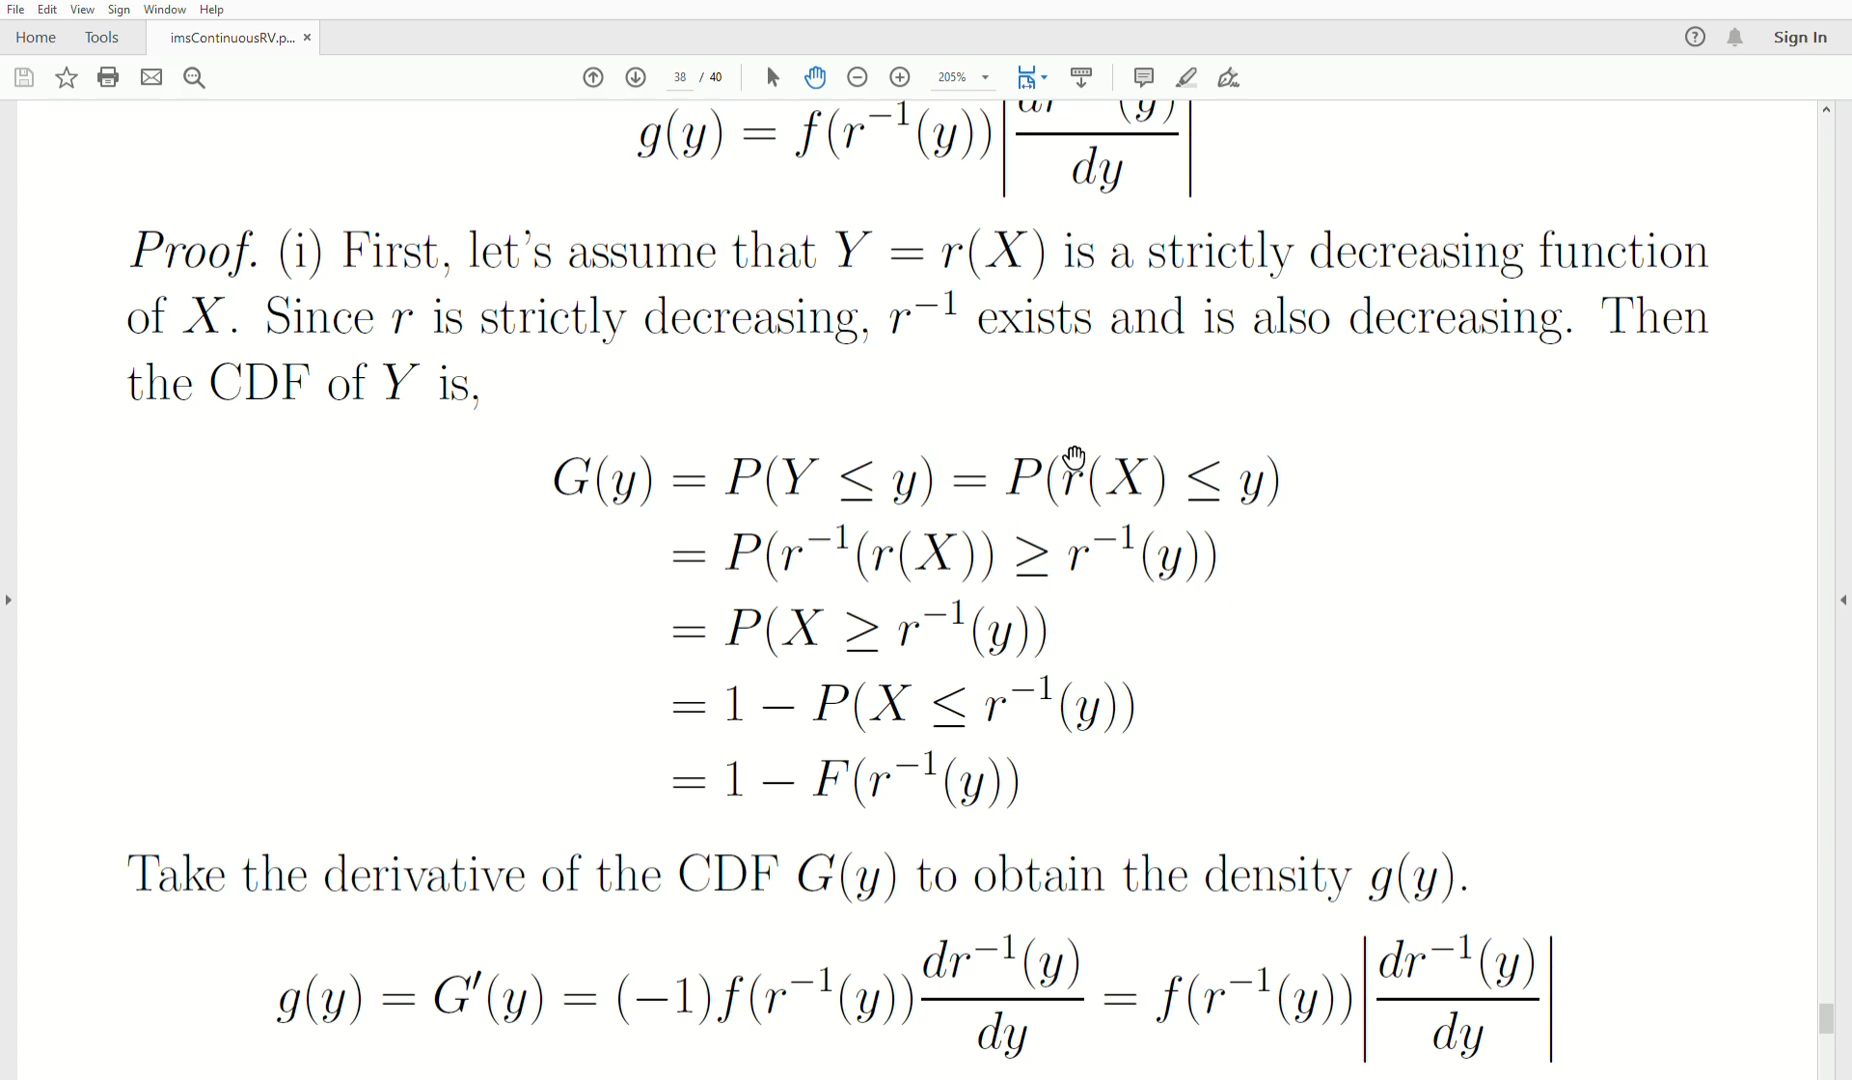 File Edit View Sign Window Help
Home Tools imsContinuousRV.p... × Sign In
38 / 40 205%
g(y) = f(r⁻¹(y))|dr⁻¹(y)/dy|
Proof. (i) First, let's assume that Y = r(X) is a strictly decreasing function
of X. Since r is strictly decreasing, r⁻¹ exists and is also decreasing. Then
the CDF of Y is,
G(y) = P(Y ≤ y) = P(r(X) ≤ y)
= P(r⁻¹(r(X)) ≥ r⁻¹(y))
= P(X ≥ r⁻¹(y))
= 1 − P(X ≤ r⁻¹(y))
= 1 − F(r⁻¹(y))
Take the derivative of the CDF G(y) to obtain the density g(y).
g(y) = G′(y) = (−1)f(r⁻¹(y)) dr⁻¹(y)/dy = f(r⁻¹(y))|dr⁻¹(y)/dy|